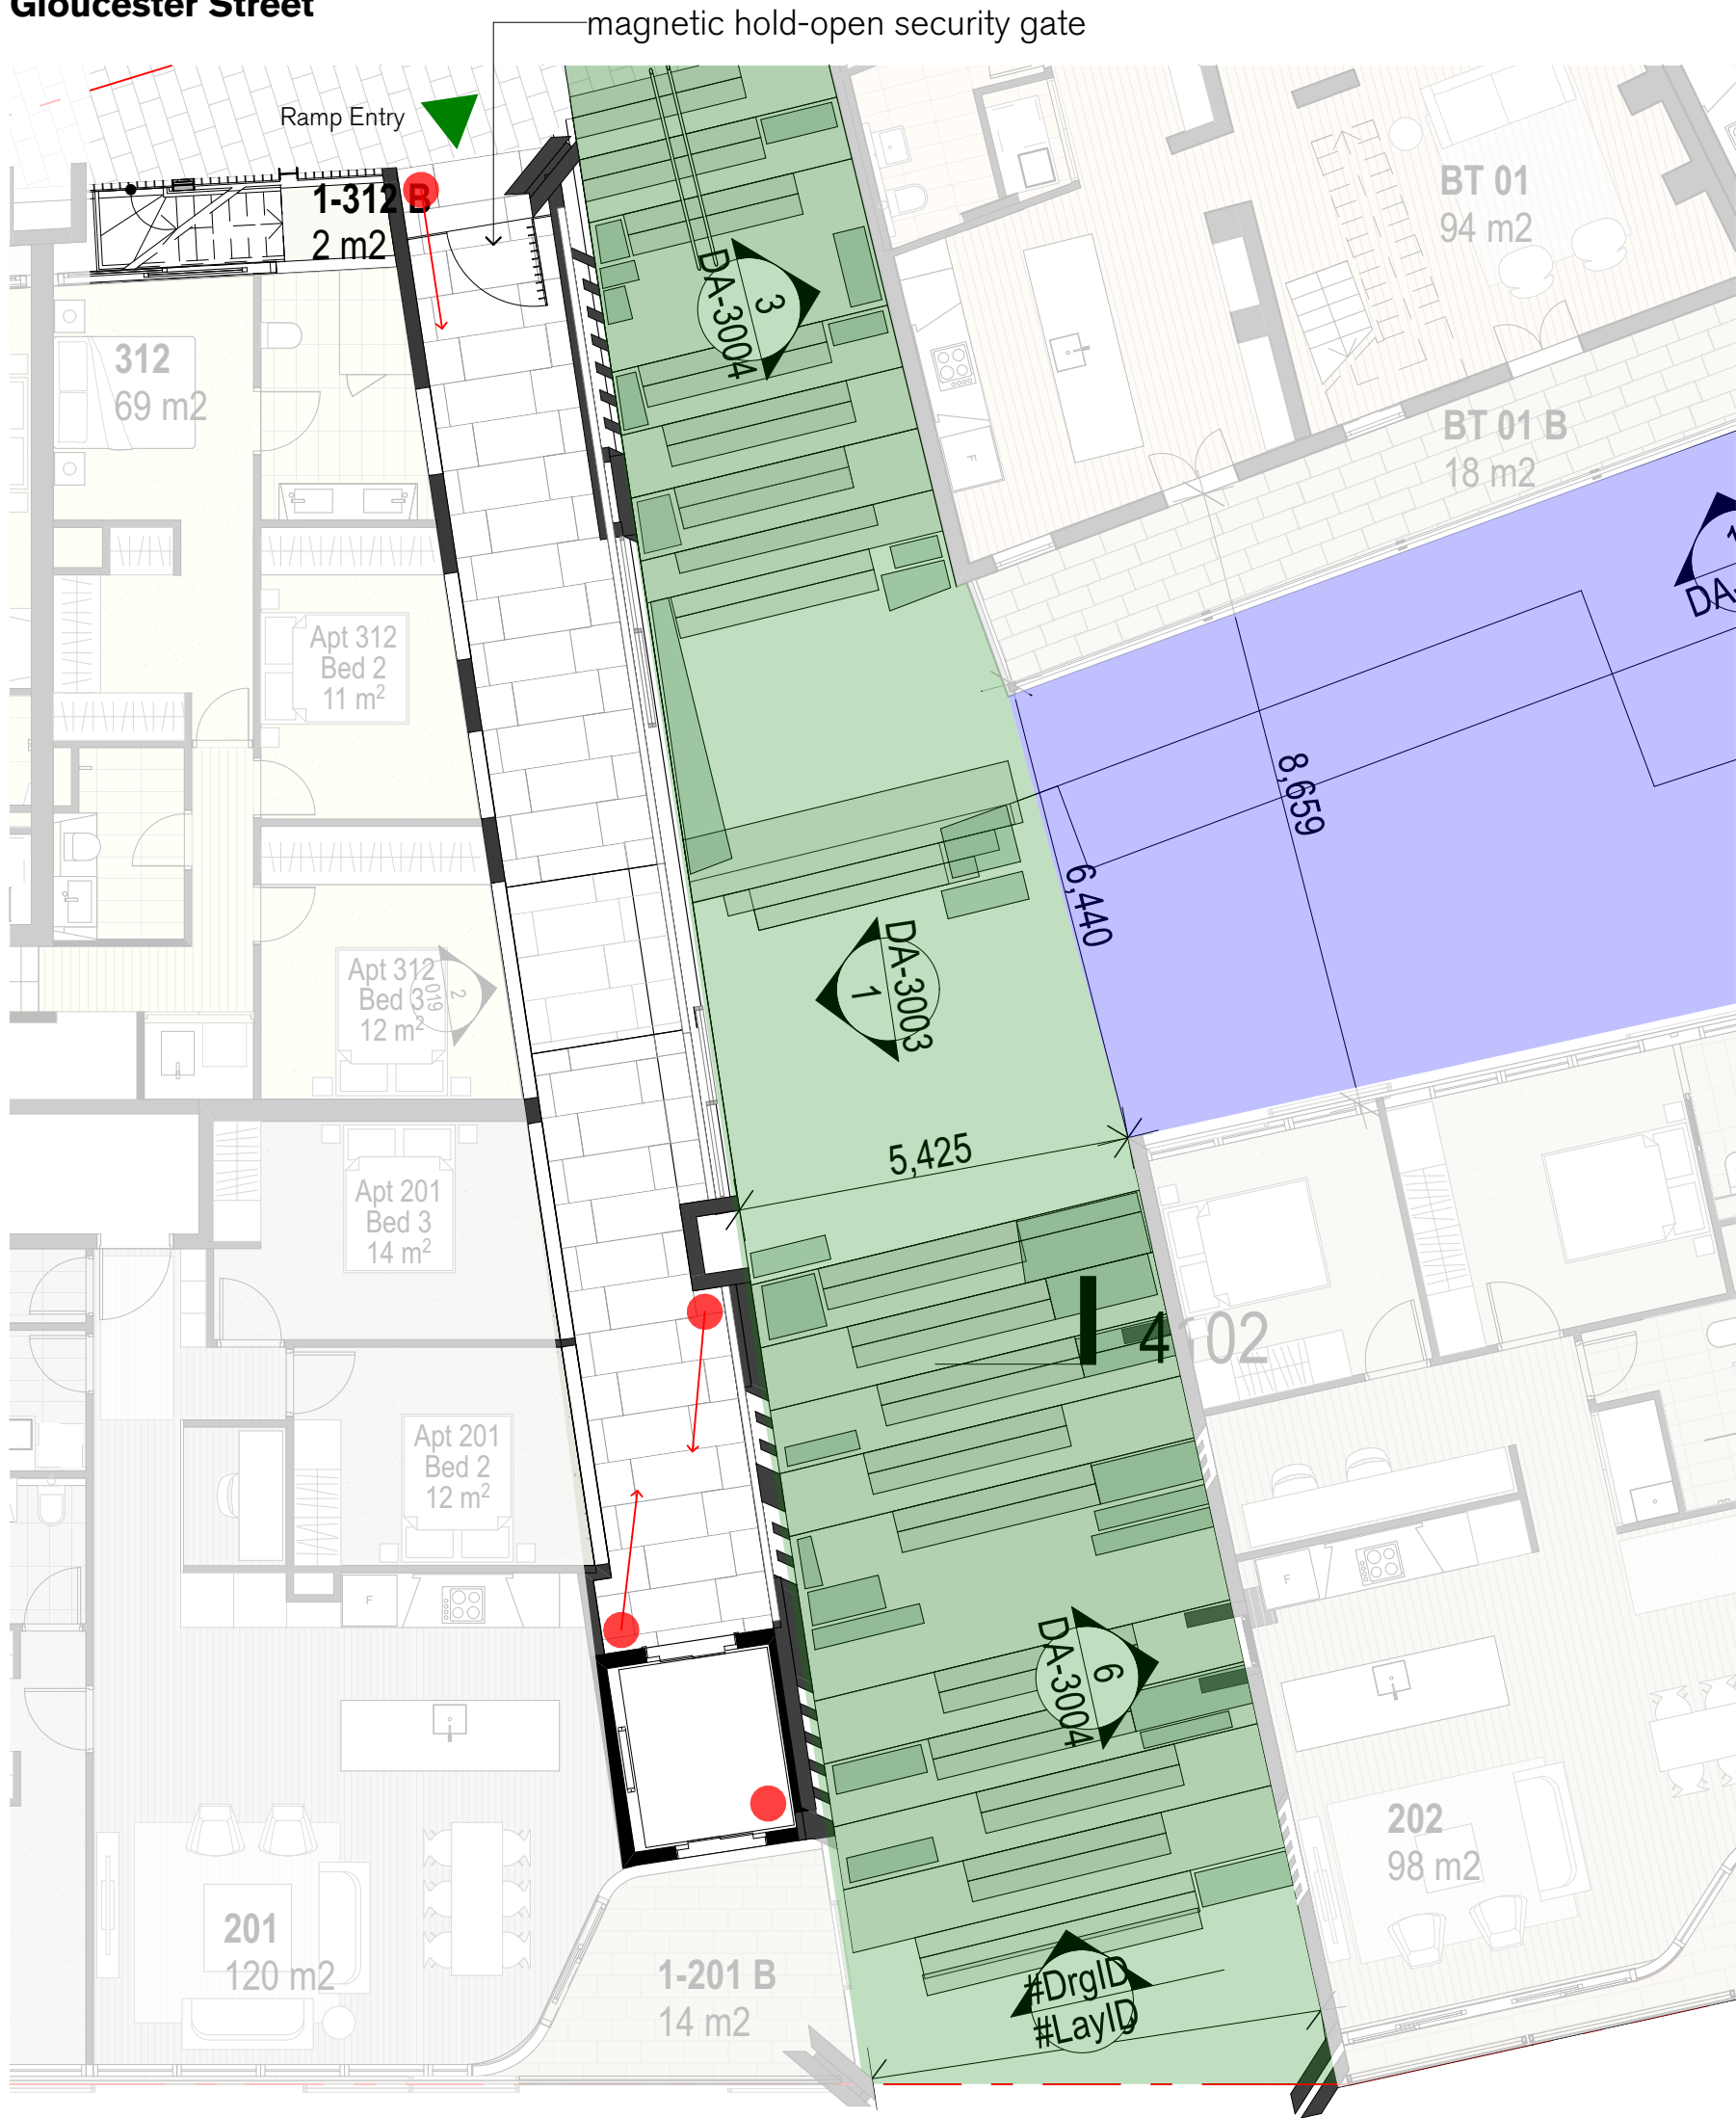 Gloucester Street
magnetic hold-open security gate
Ramp Entry
1-312 B
2 m2
BT 01
94 m2
3
DA-3004
312
69 m2
BT 01 B
18 m2
F
1
Apt 312
Bed 2
11 m²
8,659
6,440
Apt 312
Bed 3
12 m²
2
019
DA-3003
1
5,425
Apt 201
Bed 3
14 m²
Apt 201
Bed 2
12 m²
F
F
6
DA-3004
202
98 m2
201
120 m2
1-201 B
14 m2
#DrgID
#LayID